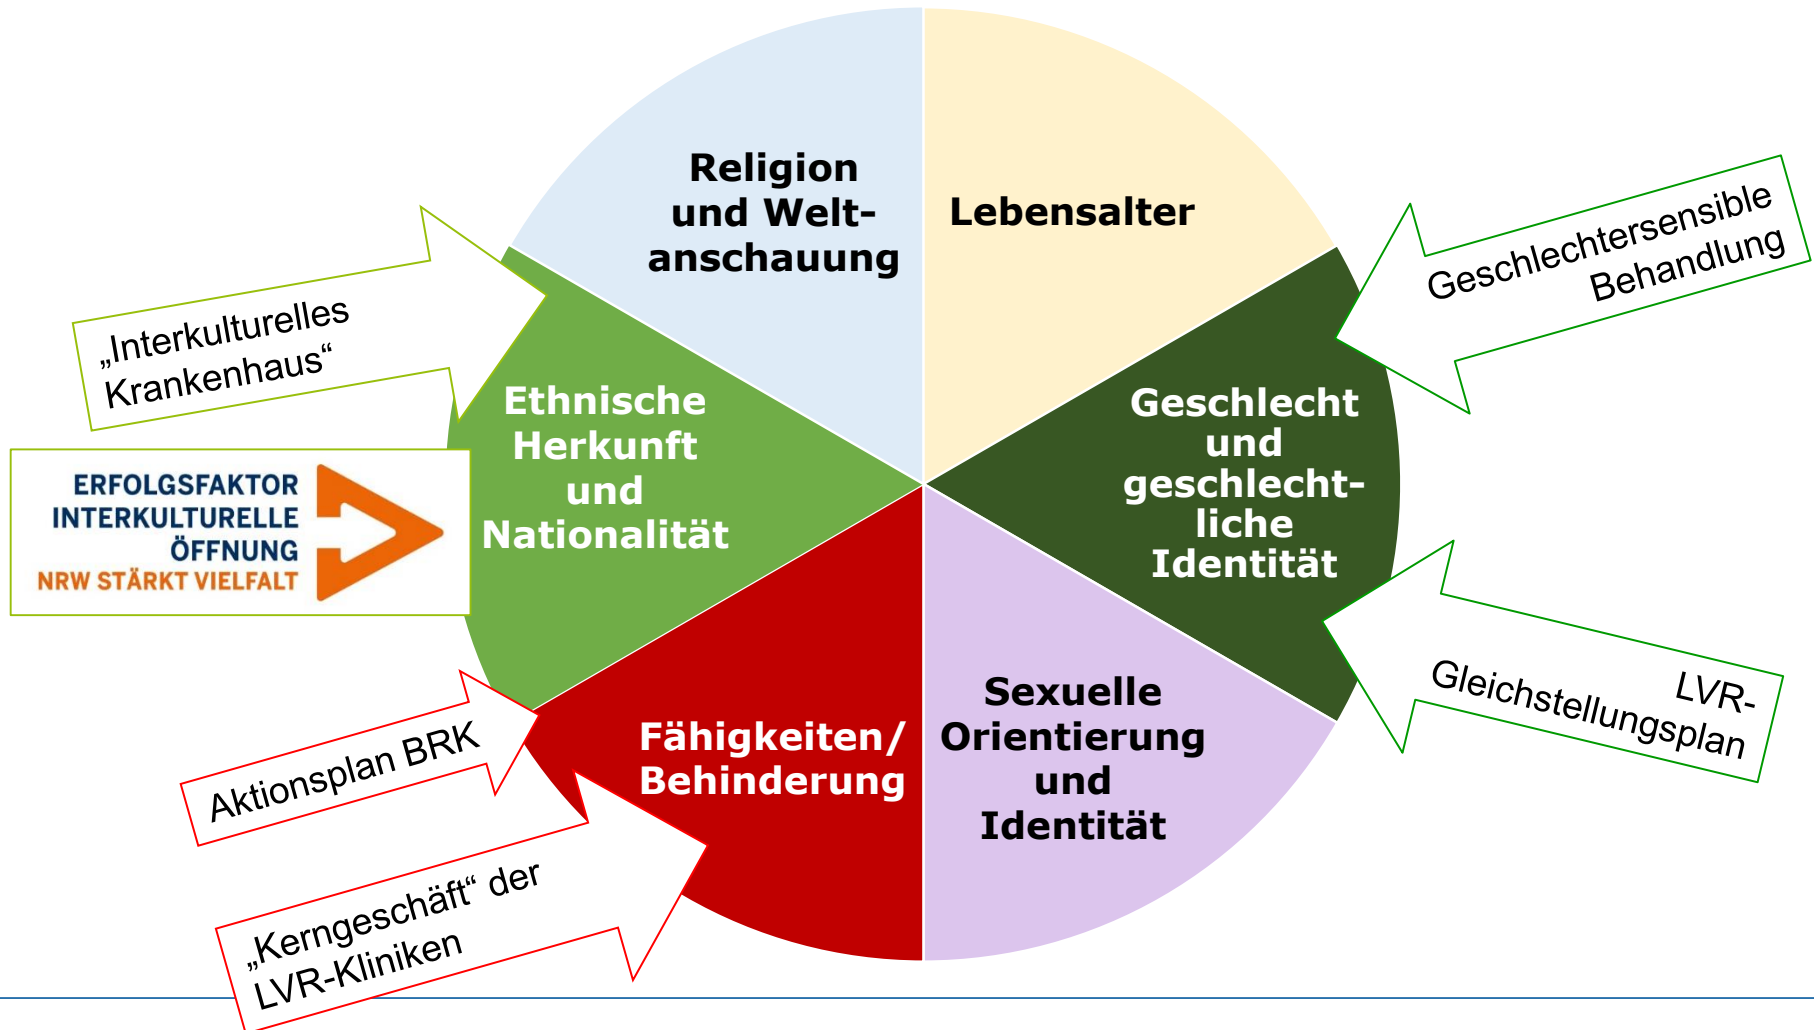 Religion
und Welt-
anschauung
Lebensalter
Geschlechtersensible
Behandlung
„Interkulturelles
Krankenhaus“
Ethnische
Herkunft
und
Nationalität
Geschlecht
und
geschlecht-
liche
Identität
ERFOLGSFAKTOR
INTERKULTURELLE
ÖFFNUNG
NRW STÄRKT VIELFALT
LVR-
Gleichstellungsplan
Aktionsplan BRK
Fähigkeiten/
Behinderung
Sexuelle
Orientierung
und
Identität
„Kerngeschäft“ der
LVR-Kliniken